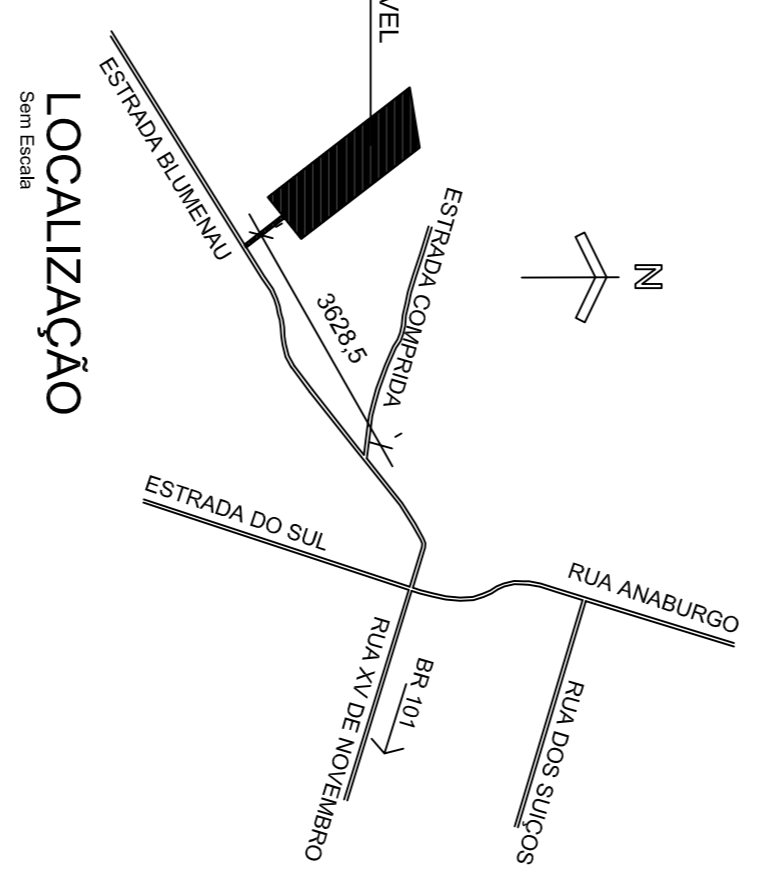 VEL
ESTRADA BLUMENAU
LOCALIZAÇÃO
Sem Escala
ESTRADA COMPRIDA
3628,5
N
ESTRADA DO SUL
RUA ANABURGO
RUA XV DE NOVEMBRO
BR 101
RUA DOS SUIÇOS